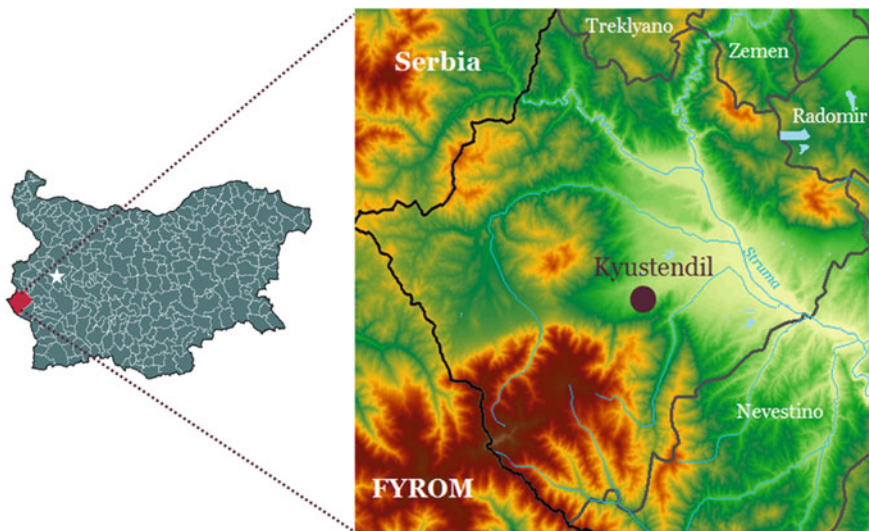 Treklyano
Serbia
Zemen
Radomir
Struma
Kyustendil
Nevestino
FYROM